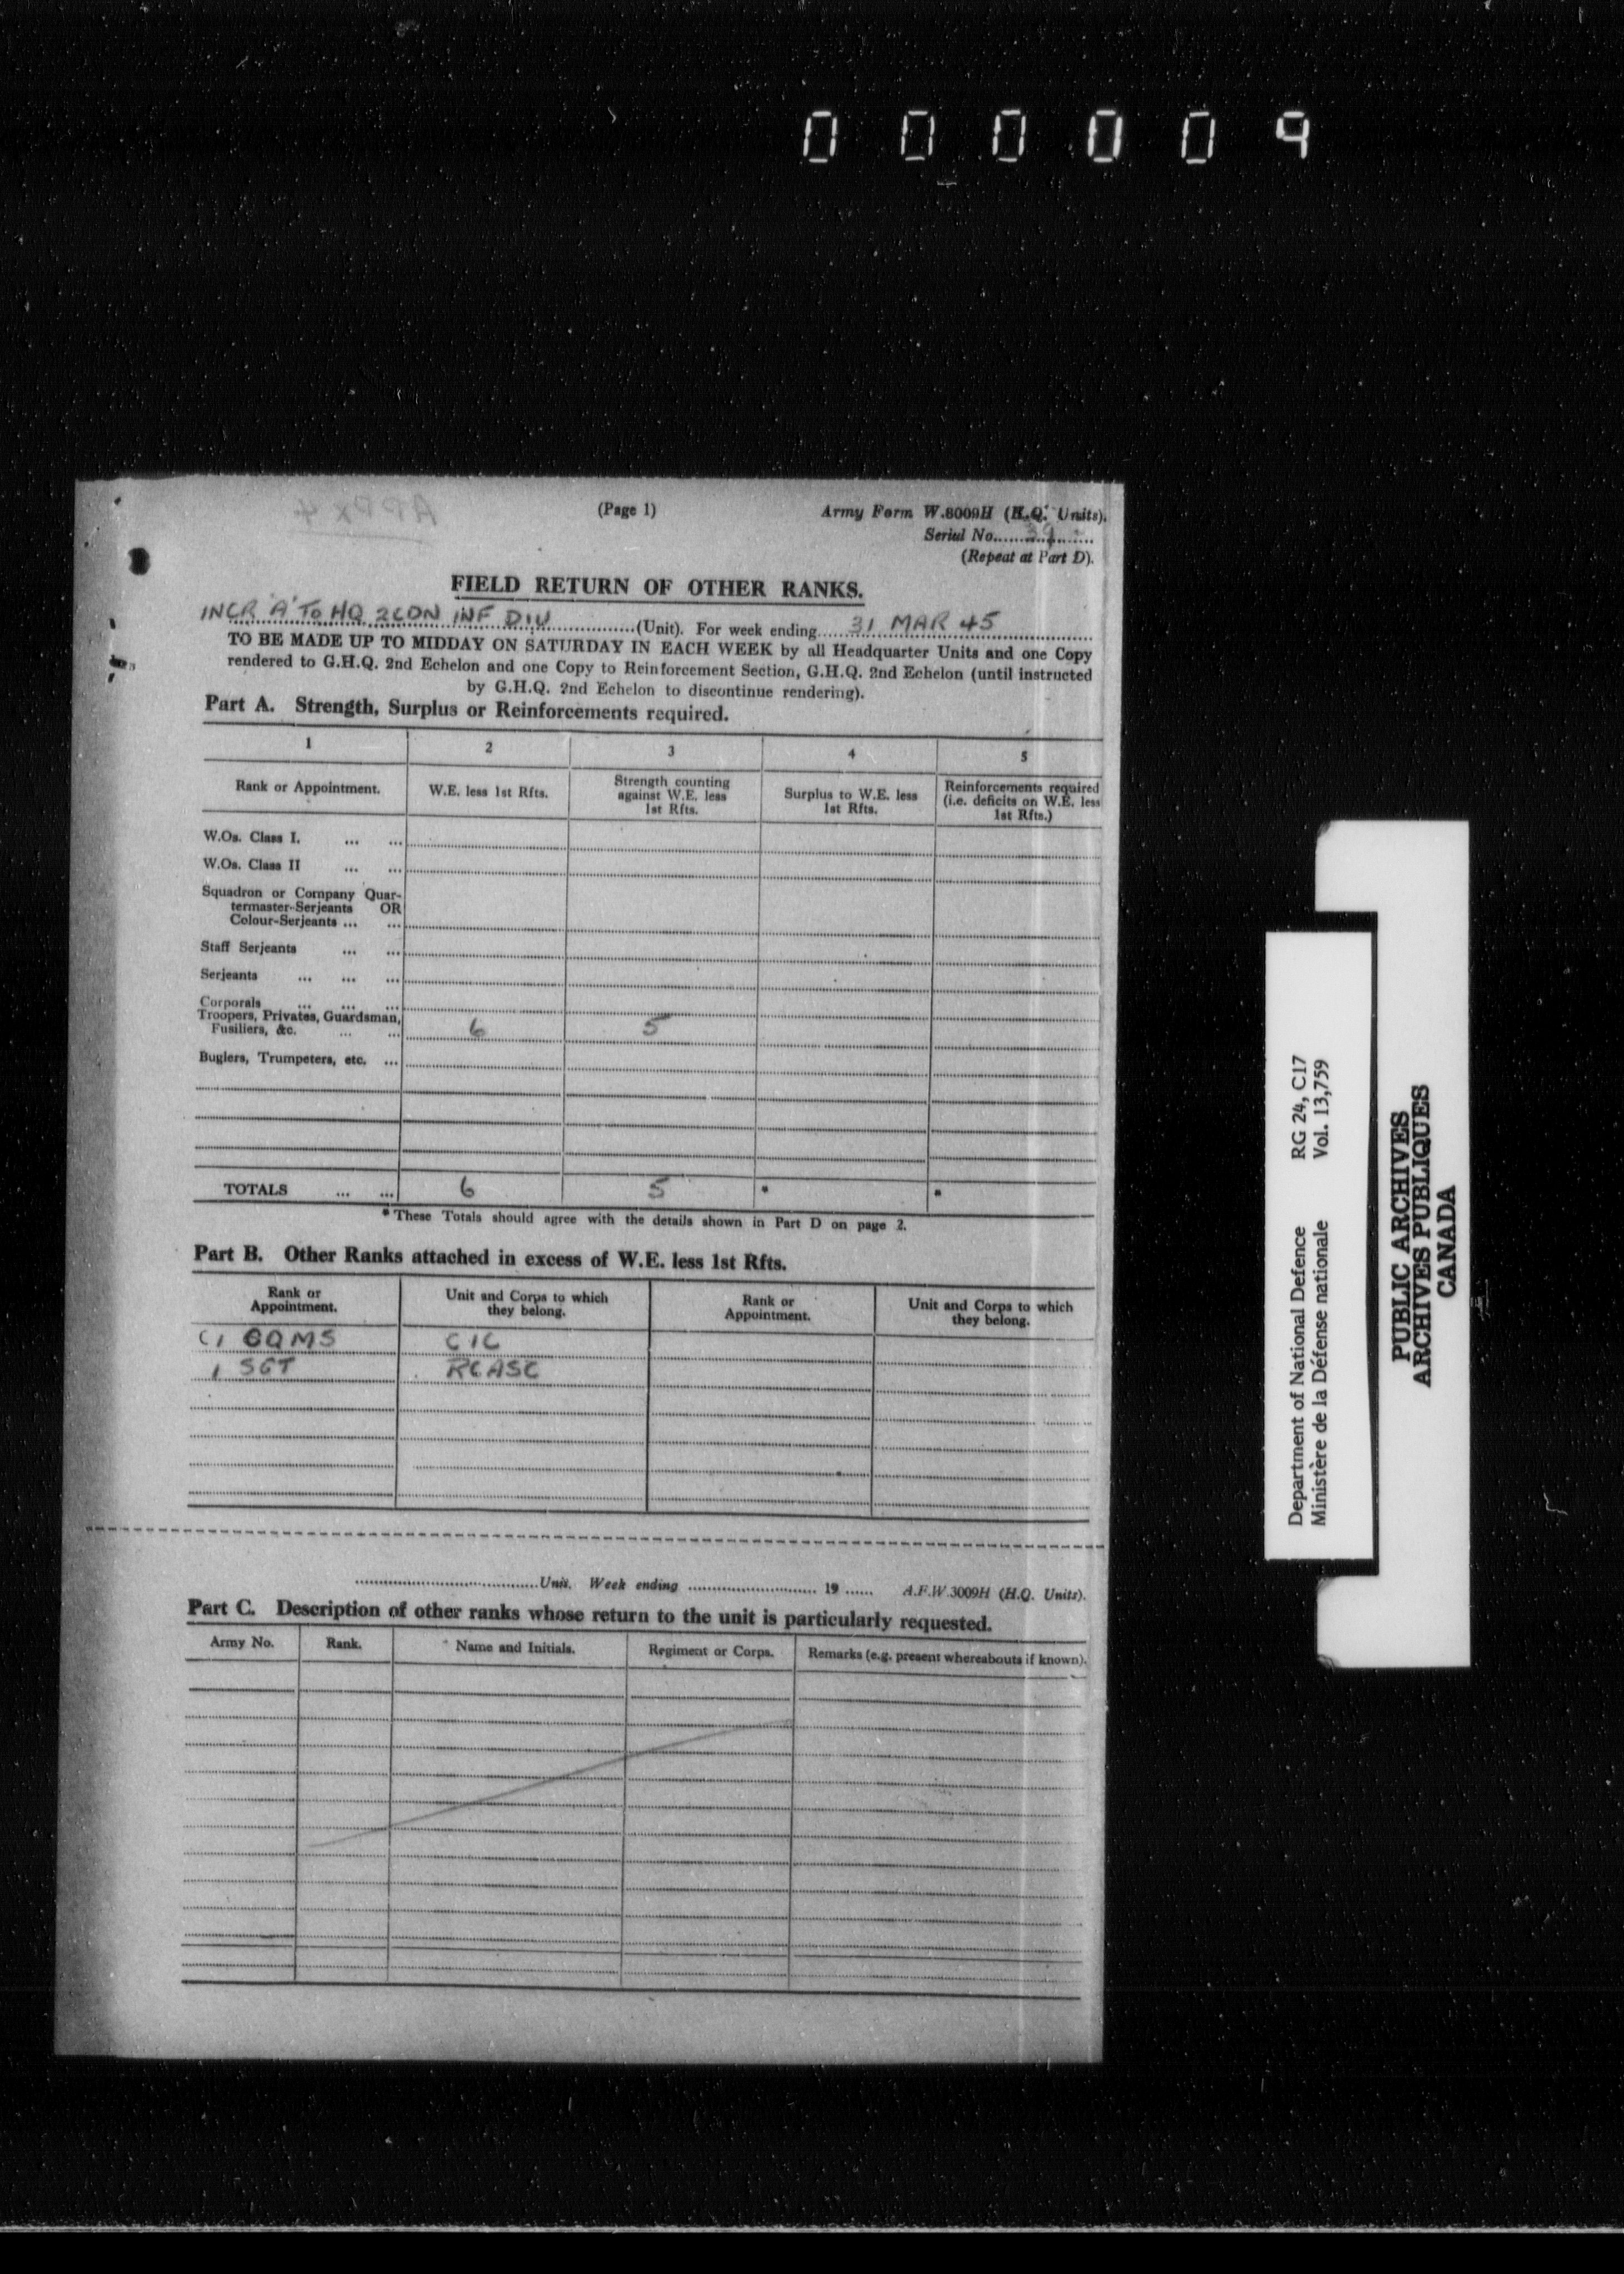 000009
(Page 1)
Army Form W.3009H (H.Q. Units).
Serial No. 39
(Repeat at Part D).
FIELD RETURN OF OTHER RANKS.
INCR 'A' To HQ 2CDN INF DIV (Unit). For week ending 31 MAR 45
TO BE MADE UP TO MIDDAY ON SATURDAY IN EACH WEEK by all Headquarter Units and one Copy
rendered to G.H.Q. 2nd Echelon and one Copy to Reinforcement Section, G.H.Q. 2nd Echelon (until instructed
by G.H.Q. 2nd Echelon to discontinue rendering).
Part A. Strength, Surplus or Reinforcements required.
1 2 3 4 5
Rank or Appointment. W.E. less 1st Rfts. Strength counting against W.E. less 1st Rfts. Surplus to W.E. less 1st Rfts. Reinforcements required (i.e. deficits on W.E. less 1st Rfts.)
W.Os. Class I. ... ...
W.Os. Class II ... ...
Squadron or Company Quar-
termaster-Serjeants OR
Colour-Serjeants ... ...
Staff Serjeants ... ...
Serjeants ... ... ...
Corporals ... ... ...
Troopers, Privates, Guardsman,
Fusiliers, &c. ... ... 6 5
Buglers, Trumpeters, etc. ...
TOTALS ... ... 6 5 * *
* These Totals should agree with the details shown in Part D on page 2.
Part B. Other Ranks attached in excess of W.E. less 1st Rfts.
Rank or Appointment. Unit and Corps to which they belong. Rank or Appointment. Unit and Corps to which they belong.
1 CQMS CIC
1 SGT RCASC
Unit. Week ending 19 A.F.W.3009H (H.Q. Units).
Part C. Description of other ranks whose return to the unit is particularly requested.
Army No. Rank. Name and Initials. Regiment or Corps. Remarks (e.g. present whereabouts if known).
Department of National Defence RG 24, C17
Ministère de la Défense nationale Vol. 13,759
PUBLIC ARCHIVES
ARCHIVES PUBLIQUES
CANADA